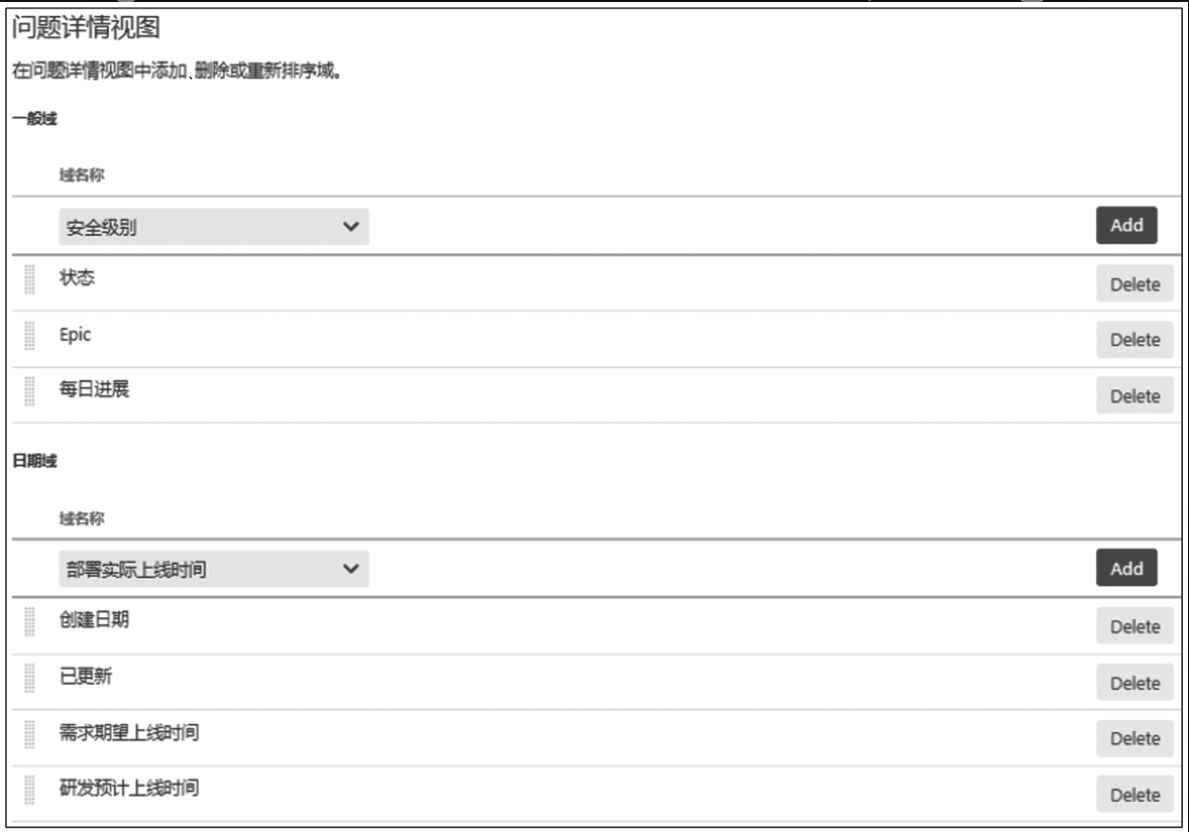 问题详情视图
在问题详情视图中添加、删除或重新排序域。
一般域
域名称
安全级别 Add
状态 Delete
Epic Delete
每日进展 Delete
日期域
域名称
部署实际上线时间 Add
创建日期 Delete
已更新 Delete
需求期望上线时间 Delete
研发预计上线时间 Delete